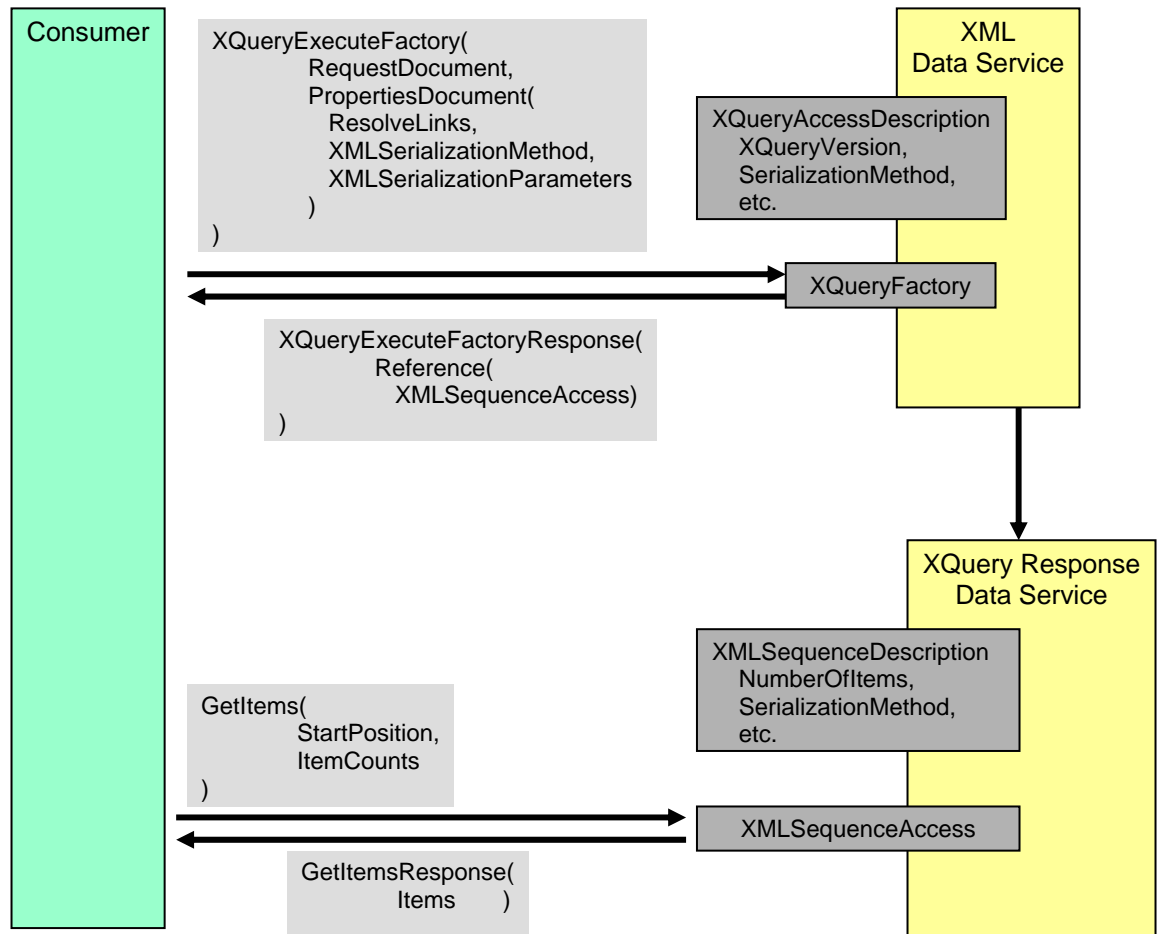 Consumer
XQueryExecuteFactory(
RequestDocument,
PropertiesDocument(
ResolveLinks,
XMLSerializationMethod,
XMLSerializationParameters
)
)
XML
Data Service
XQueryAccessDescription
XQueryVersion,
SerializationMethod,
etc.
XQueryFactory
XQueryExecuteFactoryResponse(
Reference(
XMLSequenceAccess)
)
XQuery Response
Data Service
XMLSequenceDescription
NumberOfItems,
SerializationMethod,
etc.
GetItems(
StartPosition,
ItemCounts
)
XMLSequenceAccess
GetItemsResponse(
Items )